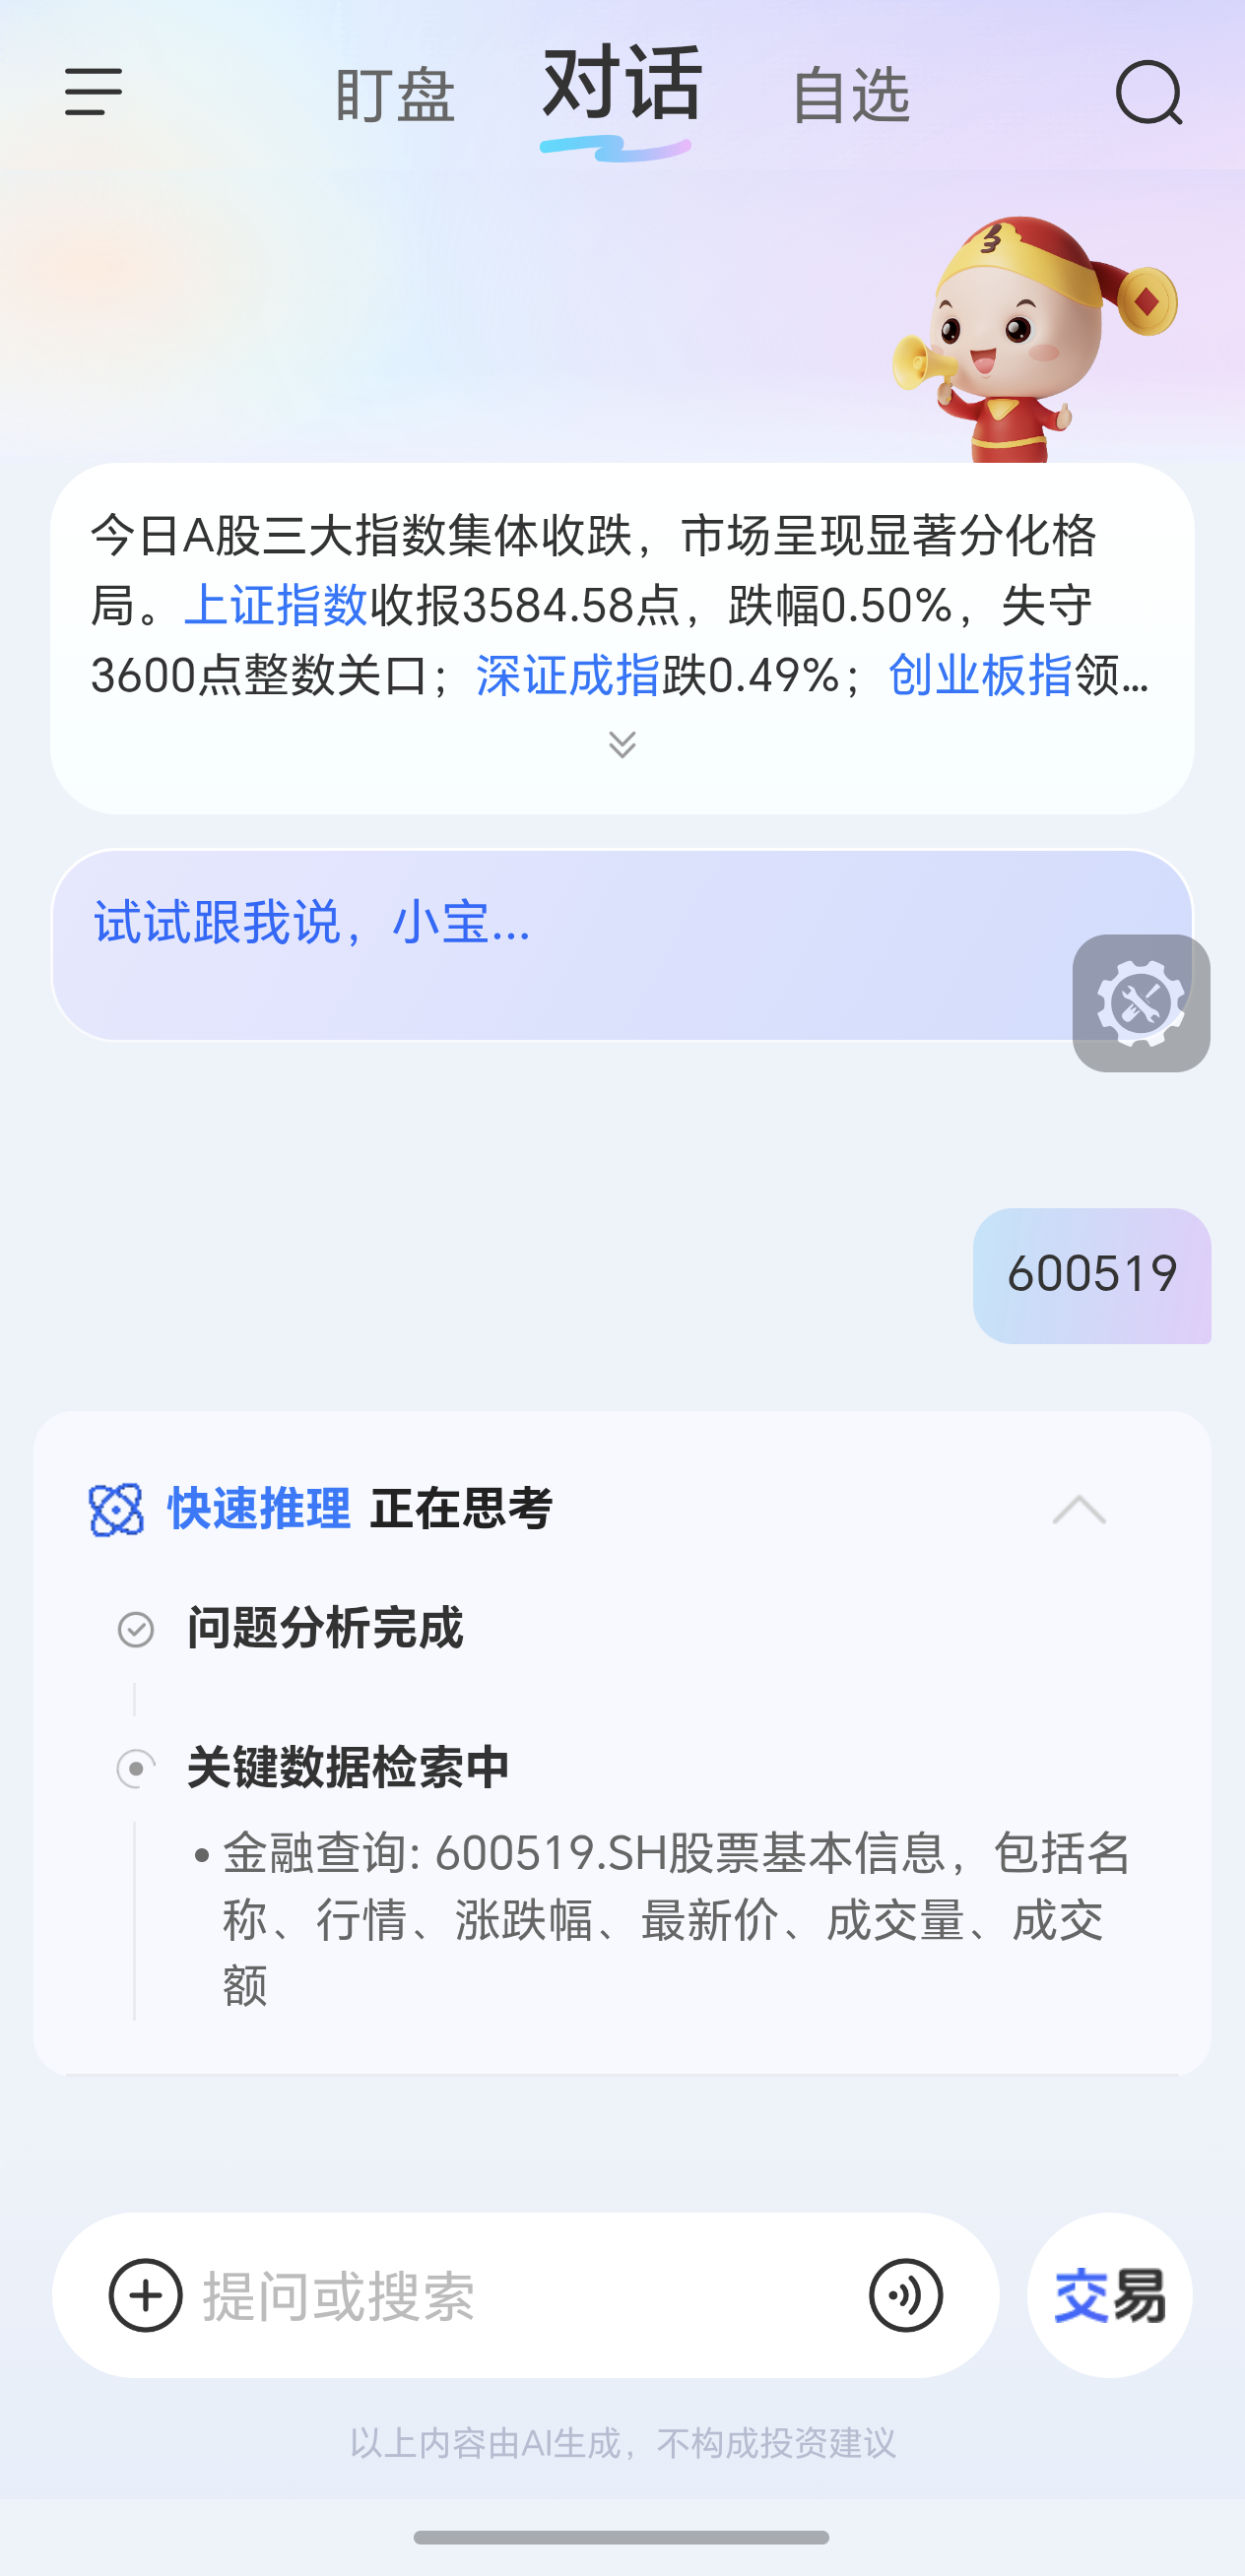 盯盘
对话
自选
今日A股三大指数集体收跌，市场呈现显著分化格
局。上证指数收报3584.58点，跌幅0.50%，失守
3600点整数关口；深证成指跌0.49%；创业板指领...
试试跟我说，小宝...
600519
快速推理 正在思考
问题分析完成
关键数据检索中
• 金融查询: 600519.SH股票基本信息，包括名
称、行情、涨跌幅、最新价、成交量、成交
额
提问或搜索
交易
以上内容由AI生成，不构成投资建议